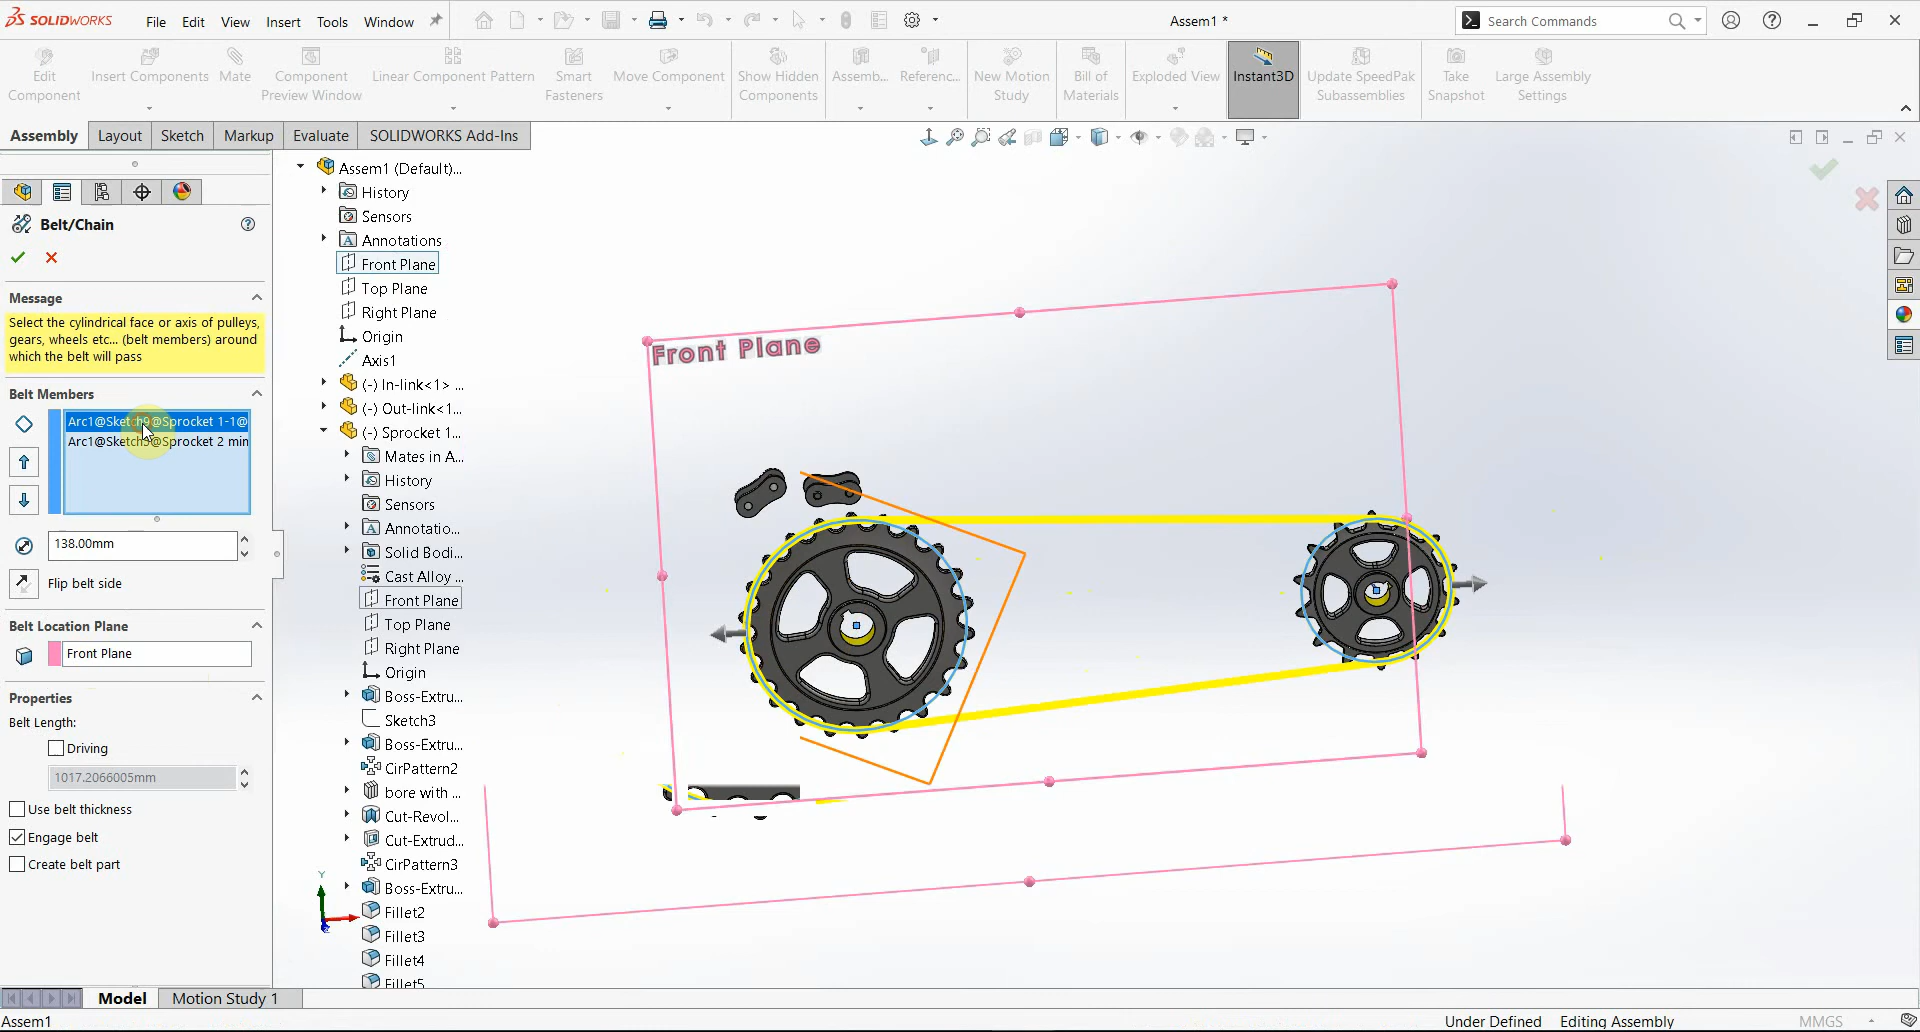 SOLIDWORKS File Edit View Insert Tools Window Assem1 * Search Commands
Edit Component
Insert Components
Mate
Component Preview Window
Linear Component Pattern
Smart Fasteners
Move Component
Show Hidden Components
Assemb...
Referenc...
New Motion Study
Bill of Materials
Exploded View
Instant3D
Update SpeedPak Subassemblies
Take Snapshot
Large Assembly Settings
Assembly Layout Sketch Markup Evaluate SOLIDWORKS Add-Ins
Belt/Chain
Message
Select the cylindrical face or axis of pulleys,
gears, wheels etc... (belt members) around
which the belt will pass
Belt Members
Arc1@Sketch9@Sprocket 1-1@
Arc1@Sketch9@Sprocket 2 min
138.00mm
Flip belt side
Belt Location Plane
Front Plane
Properties
Belt Length:
Driving
1017.2066005mm
Use belt thickness
Engage belt
Create belt part
Assem1 (Default)...
History
Sensors
Annotations
Front Plane
Top Plane
Right Plane
Origin
Axis1
(-) In-link<1> ...
(-) Out-link<1...
(-) Sprocket 1...
Mates in A...
History
Sensors
Annotatio...
Solid Bodi...
Cast Alloy ...
Front Plane
Top Plane
Right Plane
Origin
Boss-Extru...
Sketch3
Boss-Extru...
CirPattern2
bore with ...
Cut-Revol...
Cut-Extrud...
CirPattern3
Boss-Extru...
Fillet2
Fillet3
Fillet4
Fillet5
Front Plane
Y
Model Motion Study 1
Assem1 Under Defined Editing Assembly MMGS